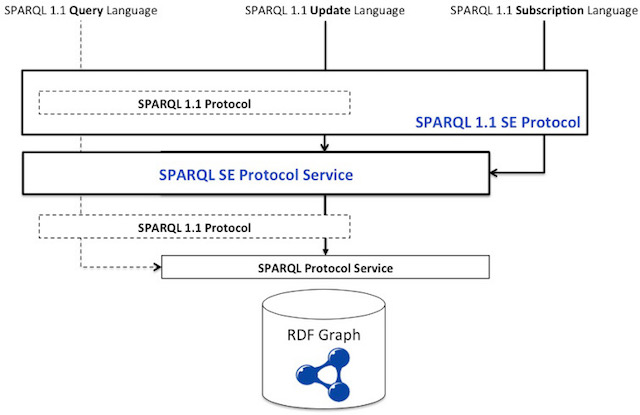 SPARQL 1.1 Query Language
SPARQL 1.1 Update Language
SPARQL 1.1 Subscription Language
SPARQL 1.1 Protocol
SPARQL 1.1 SE Protocol
SPARQL SE Protocol Service
SPARQL 1.1 Protocol
SPARQL Protocol Service
RDF Graph